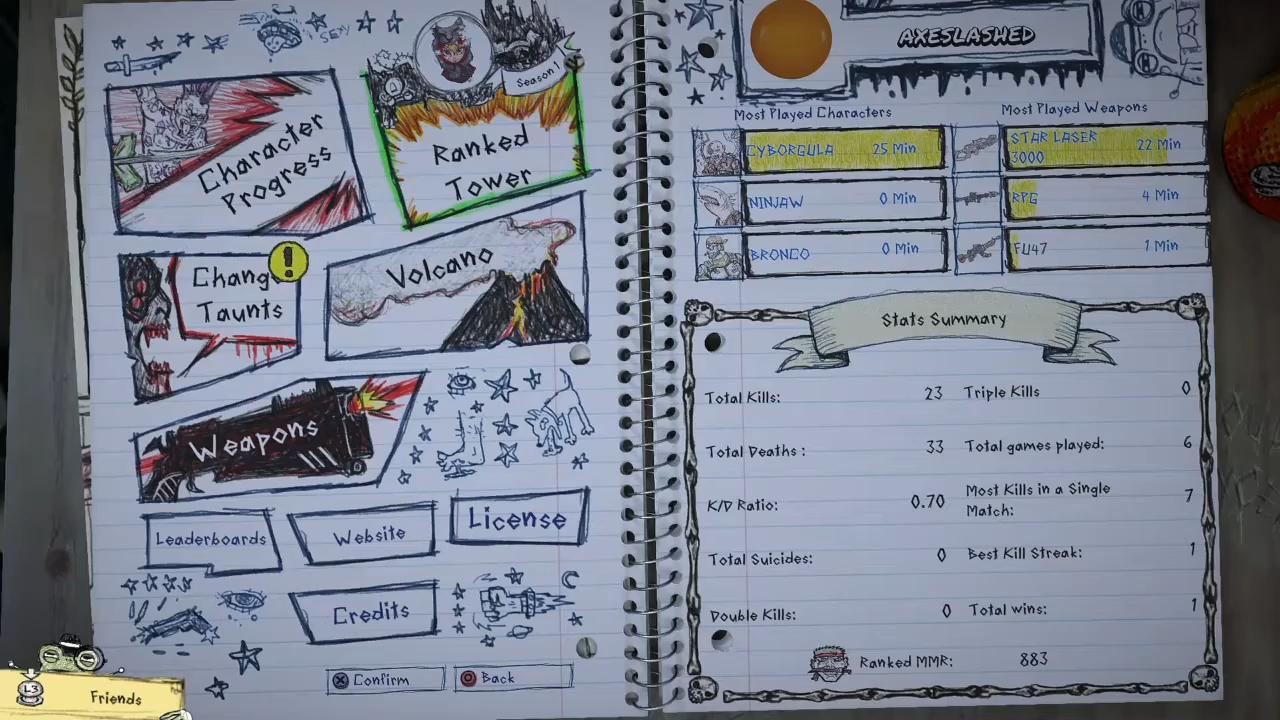 SEXY
Season 1
Character
Progress
Ranked
Tower
Chang
Taunts
!
Volcano
Weapons
Leaderboards
Website
License
Credits
Confirm
Back
L3
Friends
AXESLASHED
Most Played Characters
Most Played Weapons
CYBORGULA 25 Min
STAR LASER 22 Min
3000
NINJAW 0 Min
RPG 4 Min
BRONCO 0 Min
FU47 1 Min
Stats Summary
Total Kills: 23 Triple Kills 0
Total Deaths : 33 Total games played: 6
K/D Ratio: 0.70 Most Kills in a Single
Match: 7
Total Suicides: 0 Best Kill Streak: 1
Double Kills: 0 Total wins: 1
Ranked MMR: 883